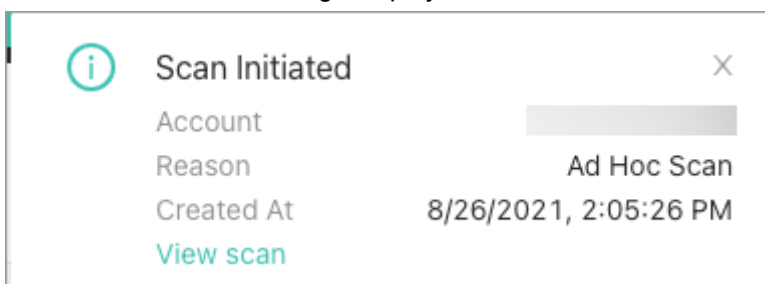 Scan Initiated X
Account
Reason Ad Hoc Scan
Created At 8/26/2021, 2:05:26 PM
View scan